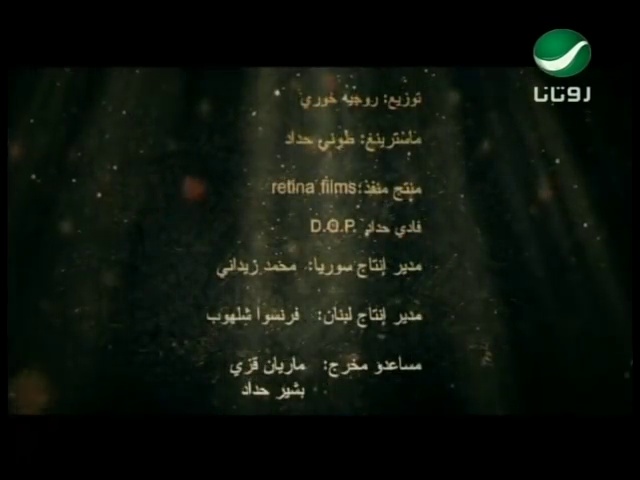 روتانا
توزيع: روجيه خوري
ماسترينغ: طوني حداد
منتج منفذ: retina films
فادي حداد .D.O.P
مدير إنتاج سوريا: محمد زيداني
مدير إنتاج لبنان: فرنسوا شلهوب
مساعدو مخرج: ماريان قزي
بشير حداد